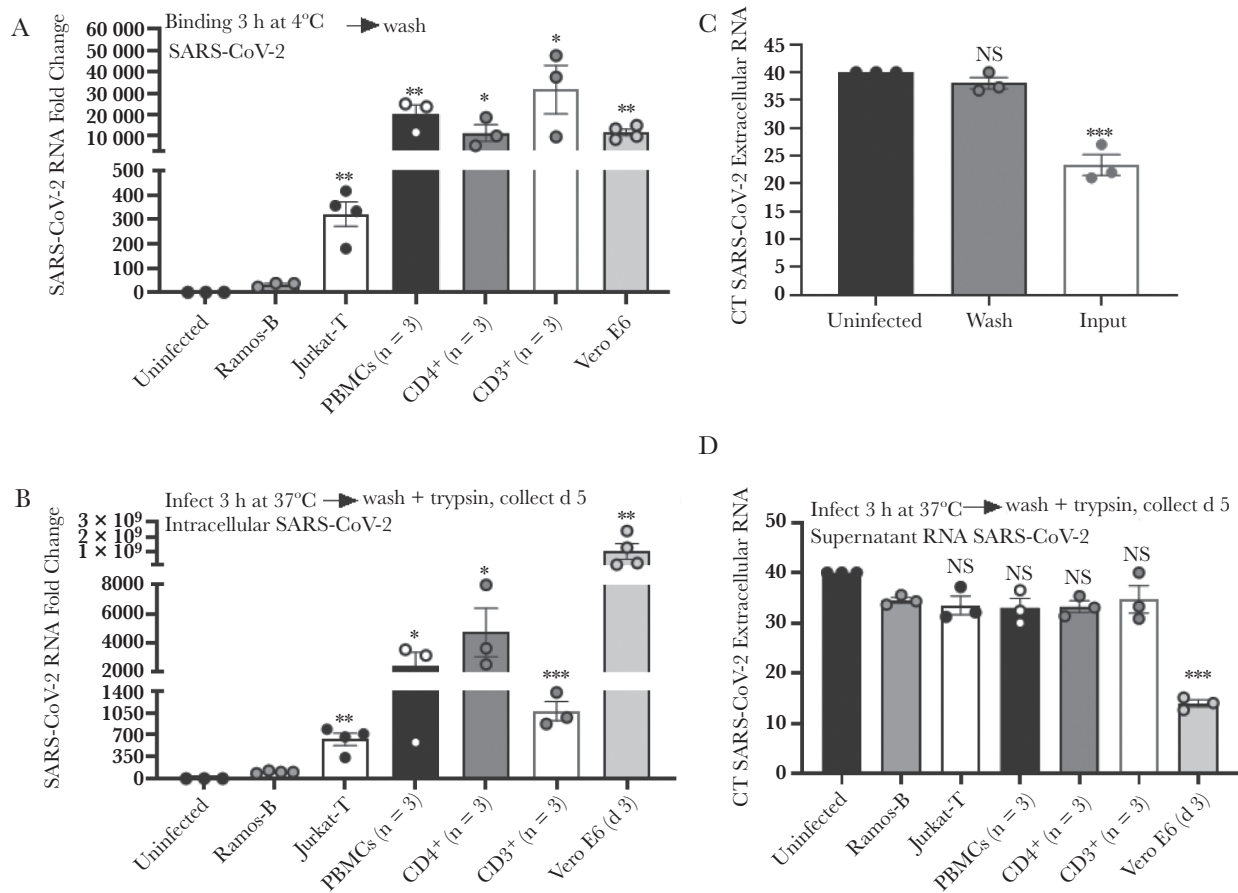 A
Binding 3 h at 4°C
wash
SARS-CoV-2
SARS-CoV-2 RNA Fold Change
60 000
50 000
40 000
30 000
20 000
10 000
500
400
300
200
100
0
**
**
*
*
**
Uninfected
Ramos-B
Jurkat-T
PBMCs (n = 3)
CD4+ (n = 3)
CD3+ (n = 3)
Vero E6
C
CT SARS-CoV-2 Extracellular RNA
45
40
35
30
25
20
15
10
5
0
NS
***
Uninfected
Wash
Input
B
Infect 3 h at 37°C
wash + trypsin, collect d 5
Intracellular SARS-CoV-2
SARS-CoV-2 RNA Fold Change
3 × 10⁹
2 × 10⁹
1 × 10⁹
8000
6000
4000
2000
1400
1050
700
350
0
**
*
*
***
**
Uninfected
Ramos-B
Jurkat-T
PBMCs (n = 3)
CD4+ (n = 3)
CD3+ (n = 3)
Vero E6 (d 3)
D
Infect 3 h at 37°C
wash + trypsin, collect d 5
Supernatant RNA SARS-CoV-2
CT SARS-CoV-2 Extracellular RNA
50
40
30
20
10
0
NS
NS
NS
NS
***
Uninfected
Ramos-B
Jurkat-T
PBMCs (n = 3)
CD4+ (n = 3)
CD3+ (n = 3)
Vero E6 (d 3)